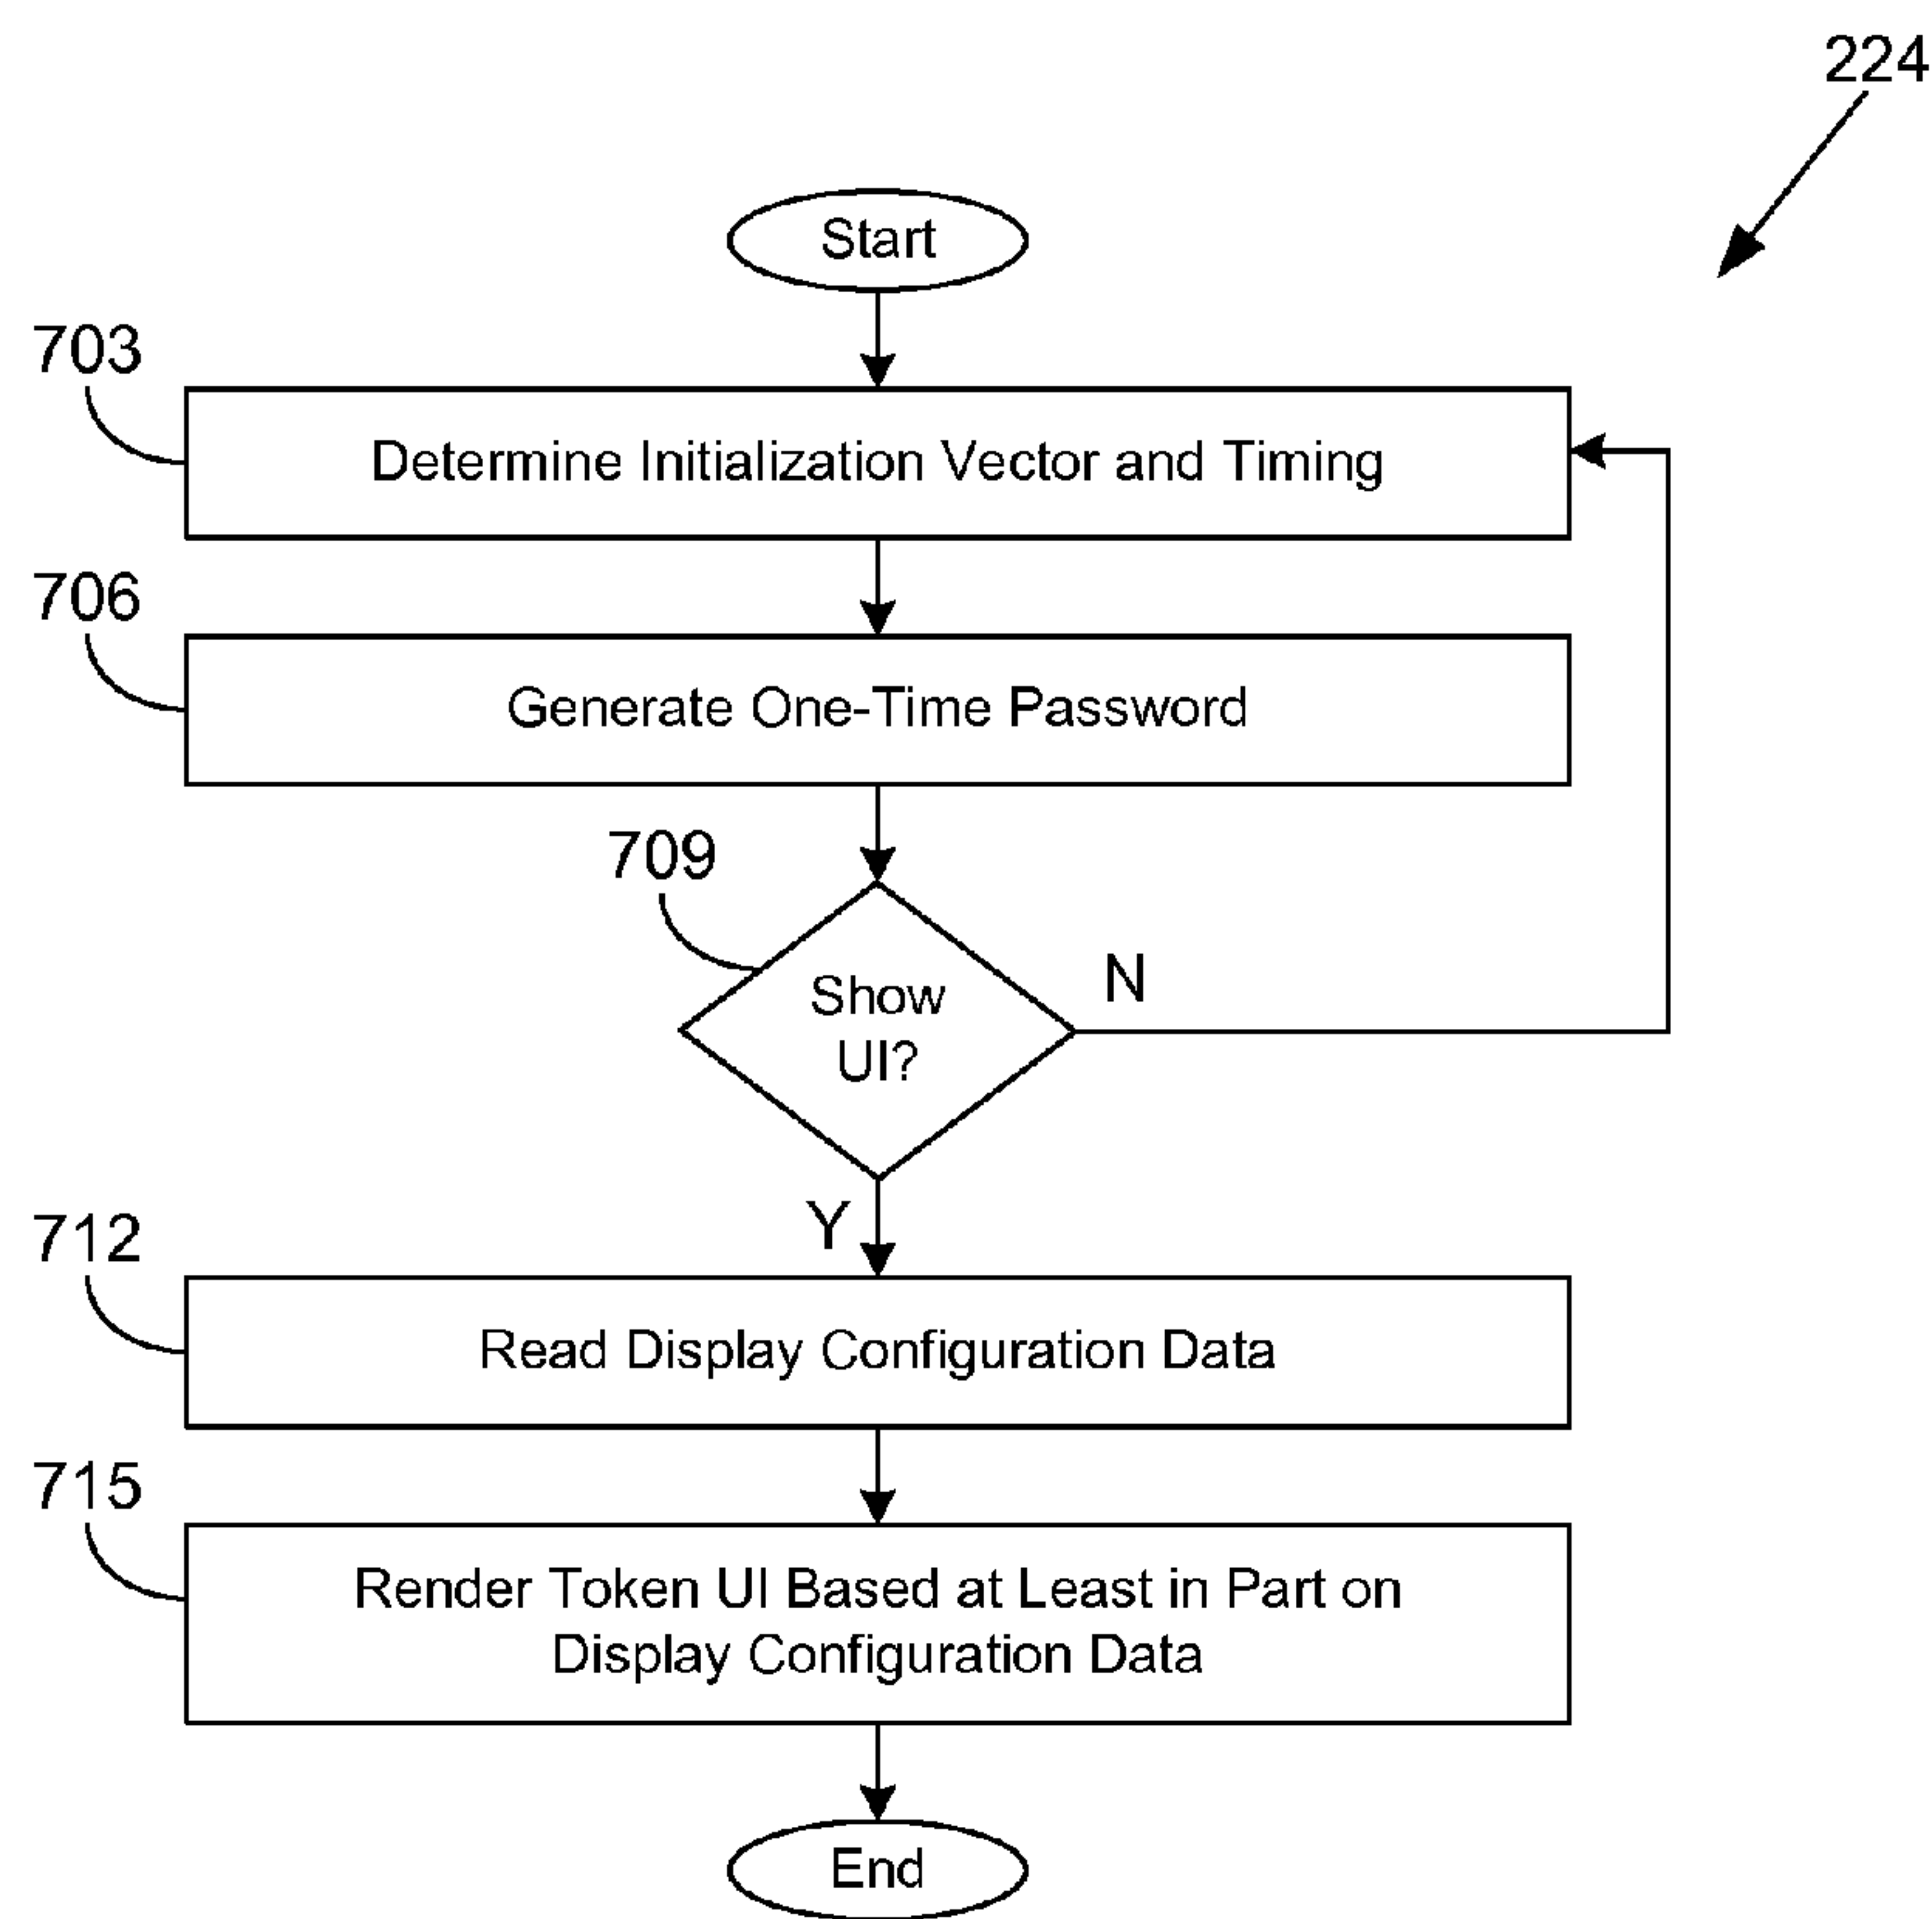 224
Start
703
Determine Initialization Vector and Timing
706
Generate One-Time Password
709
Show
UI?
N
Y
712
Read Display Configuration Data
715
Render Token UI Based at Least in Part on
Display Configuration Data
End